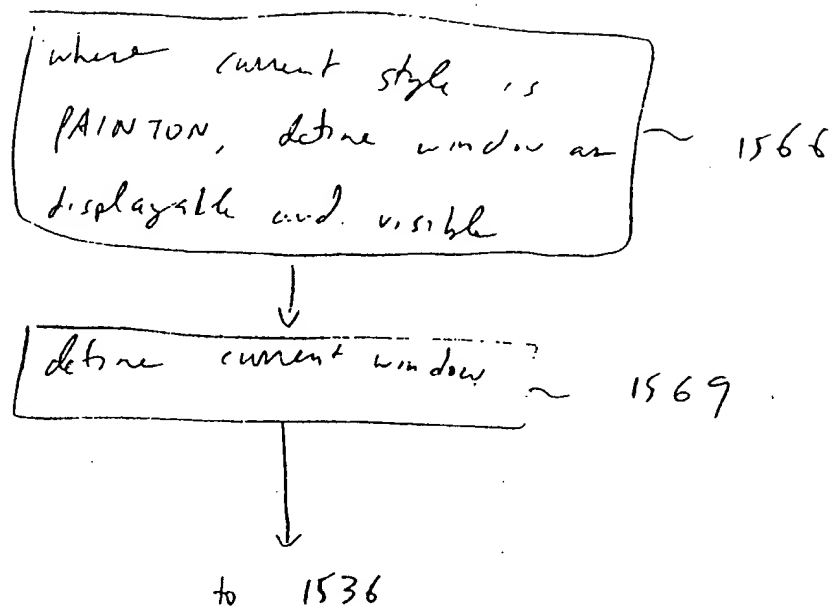 where current style is
PAINTON, define window as
displayable and visible
1566
define current window
1569
to 1536